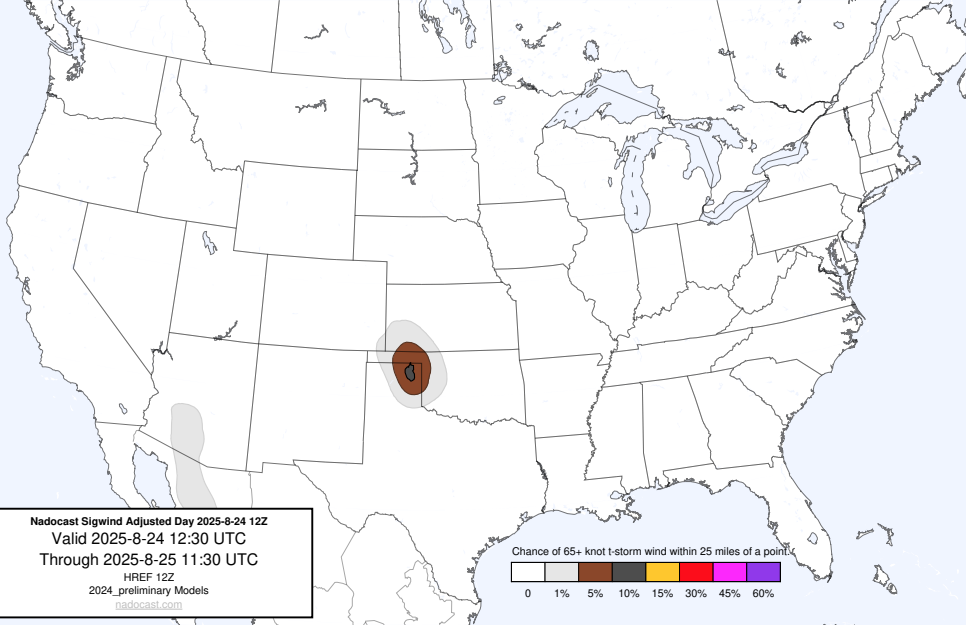 Nadocast Sigwind Adjusted Day 2025-8-24 12Z
Valid 2025-8-24 12:30 UTC
Through 2025-8-25 11:30 UTC
HREF 12Z
2024_preliminary Models
nadocast.com
Chance of 65+ knot t-storm wind within 25 miles of a point.
0 1% 5% 10% 15% 30% 45% 60%